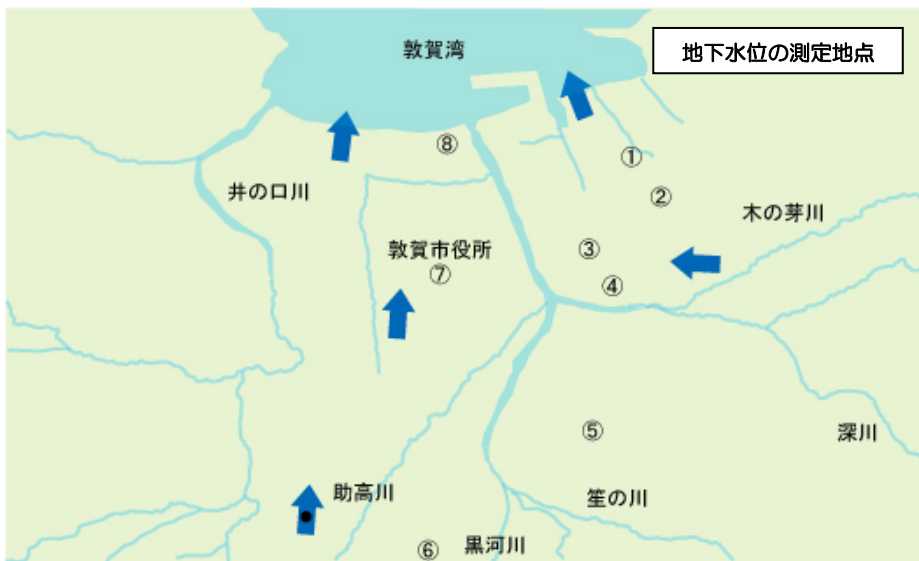 敦賀湾
地下水位の測定地点
⑧
①
井の口川
②
木の芽川
敦賀市役所
③
⑦
④
⑤
深川
助高川
笙の川
⑥
黒河川